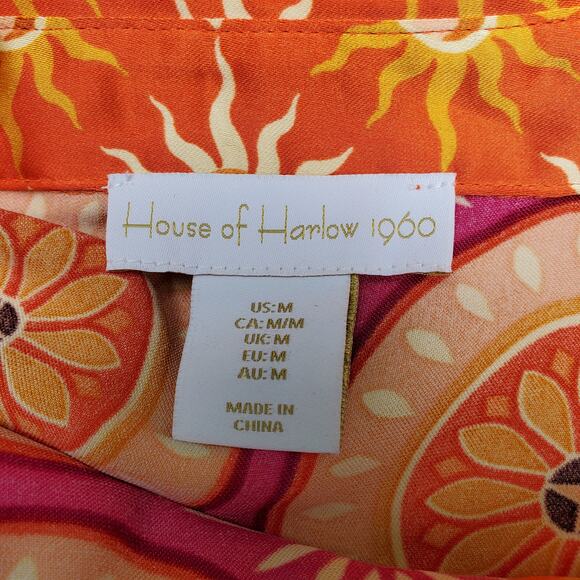 House of Harlow 1960
US: M
CA: M/M
UK: M
EU: M
AU: M
MADE IN
CHINA